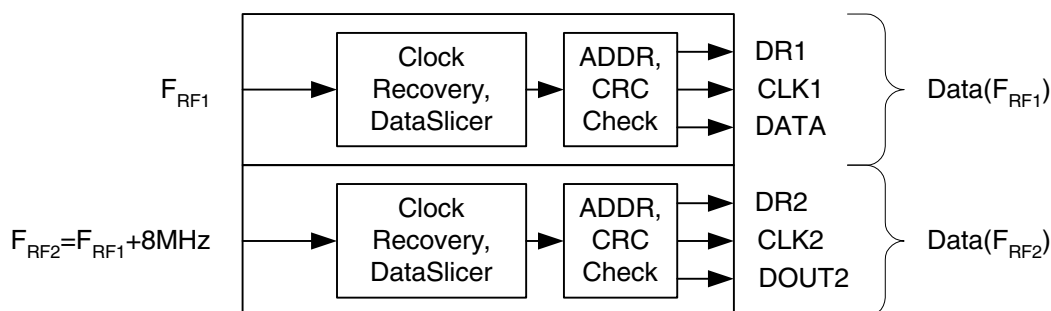 F_RF1
Clock
Recovery,
DataSlicer
ADDR,
CRC
Check
DR1
CLK1
DATA
Data(F_RF1)
F_RF2=F_RF1+8MHz
Clock
Recovery,
DataSlicer
ADDR,
CRC
Check
DR2
CLK2
DOUT2
Data(F_RF2)